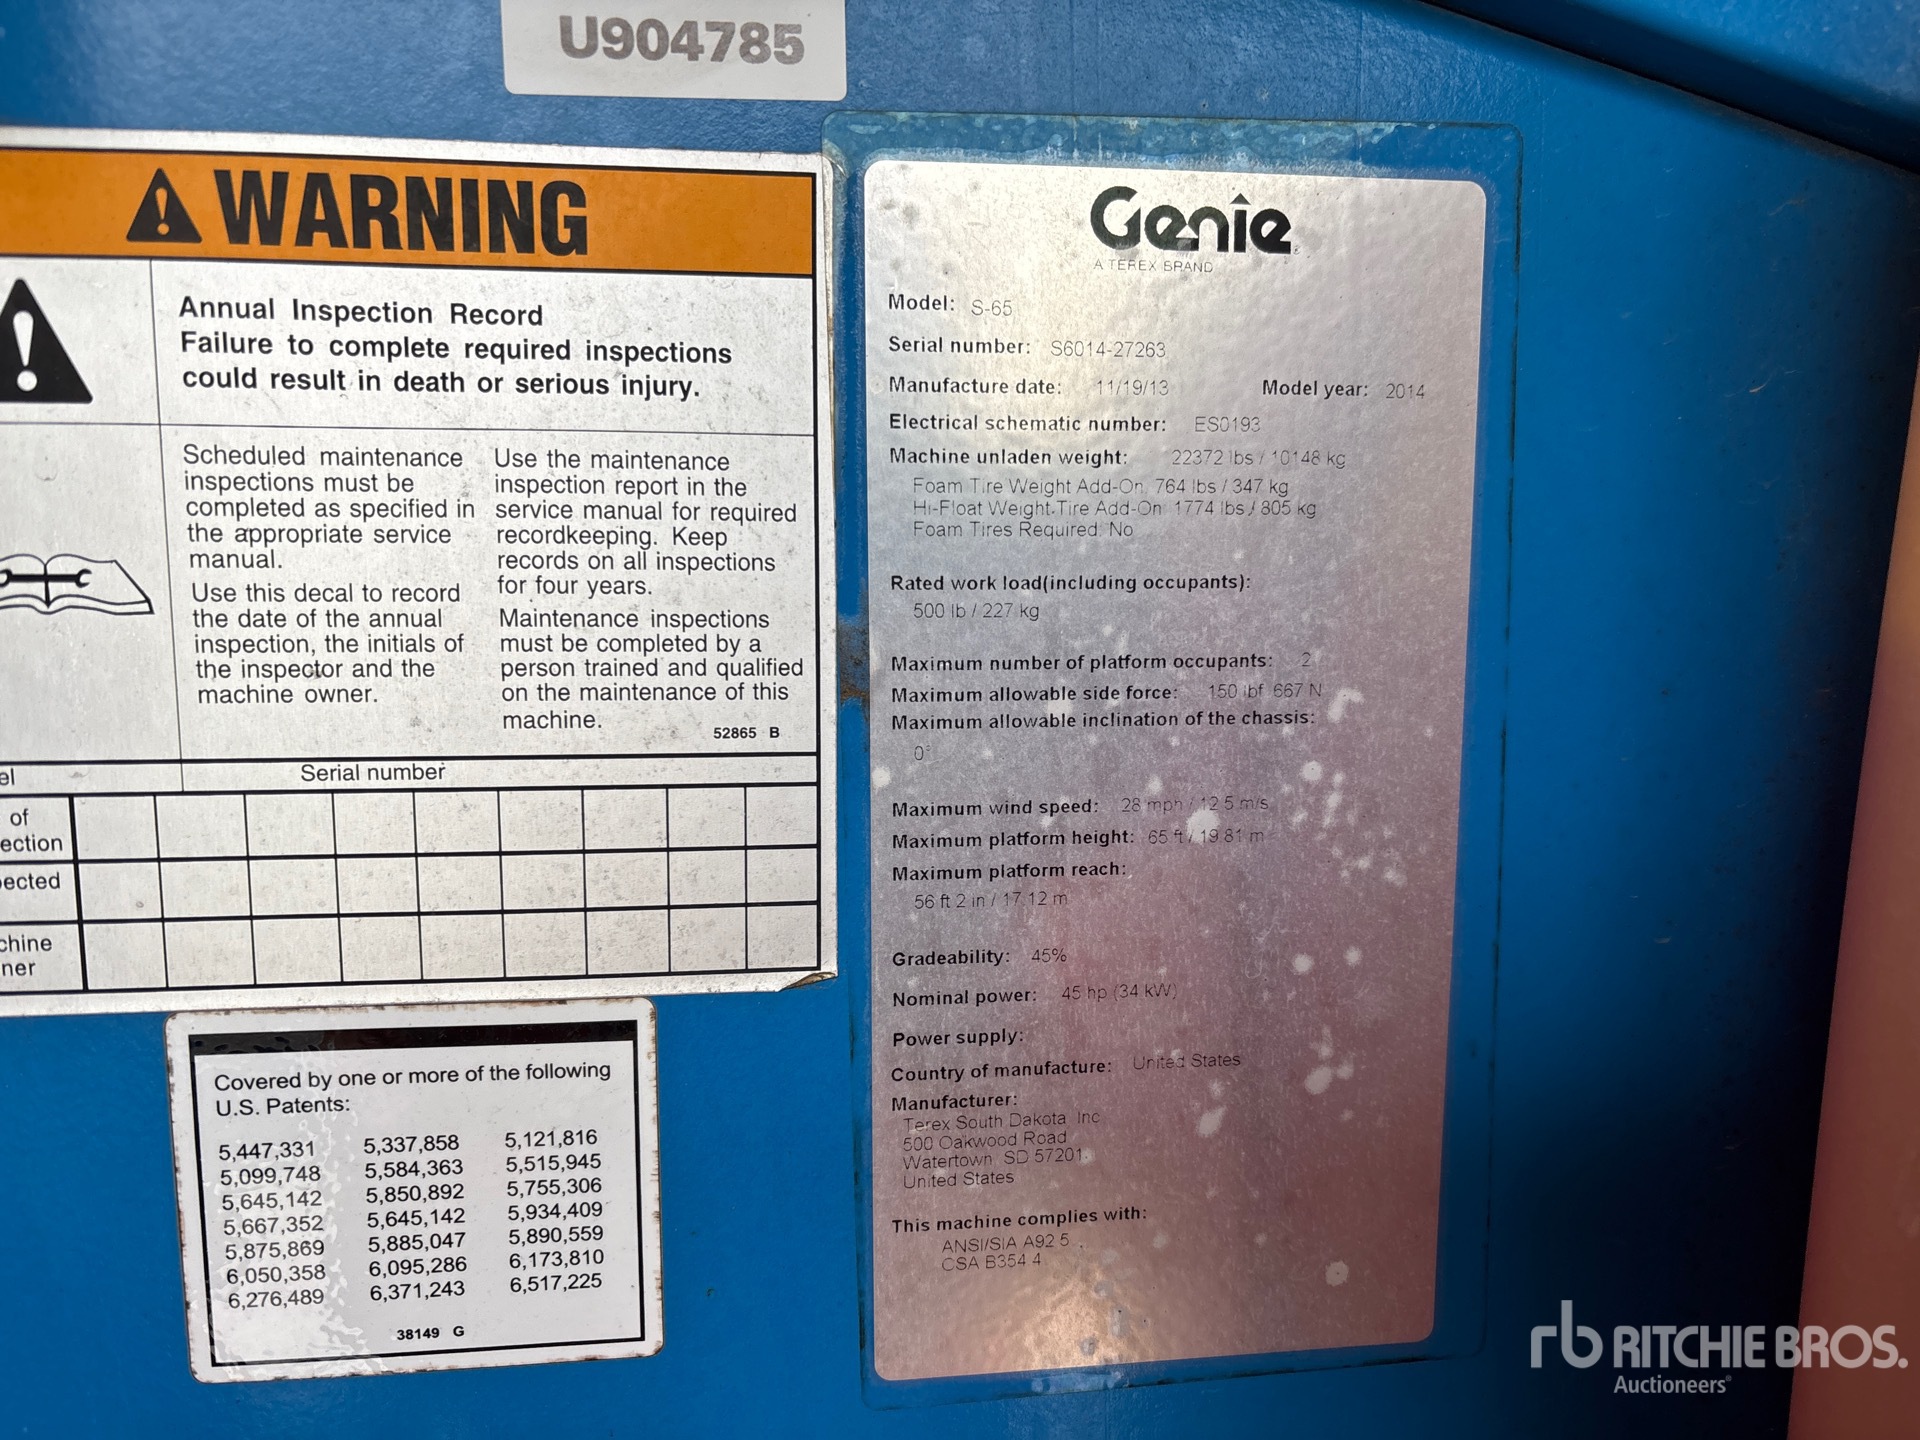 U904785
WARNING
Annual Inspection Record
Failure to complete required inspections
could result in death or serious injury.
Scheduled maintenance
inspections must be
completed as specified in
the appropriate service
manual.
Use this decal to record
the date of the annual
inspection, the initials of
the inspector and the
machine owner.
Use the maintenance
inspection report in the
service manual for required
recordkeeping. Keep
records on all inspections
for four years.
Maintenance inspections
must be completed by a
person trained and qualified
on the maintenance of this
machine.
52865 B
el Serial number
of
ection
ected
chine
ner
Covered by one or more of the following
U.S. Patents:
5,447,331 5,337,858 5,121,816
5,099,748 5,584,363 5,515,945
5,645,142 5,850,892 5,755,306
5,667,352 5,645,142 5,934,409
5,875,869 5,885,047 5,890,559
6,050,358 6,095,286 6,173,810
6,276,489 6,371,243 6,517,225
38149 G
Genie
A TEREX BRAND
Model: S-65
Serial number: S6014-27263
Manufacture date: 11/19/13 Model year: 2014
Electrical schematic number: ES0193
Machine unladen weight: 22372 lbs / 10148 kg
Foam Tire Weight Add-On 764 lbs / 347 kg
Hi-Float Weight Tire Add-On 1774 lbs / 805 kg
Foam Tires Required: No
Rated work load(including occupants):
500 lb / 227 kg
Maximum number of platform occupants: 2
Maximum allowable side force: 150 lbf 667 N
Maximum allowable inclination of the chassis:
0°
Maximum wind speed: 28 mph / 12.5 m/s
Maximum platform height: 65 ft / 19.81 m
Maximum platform reach:
56 ft 2 in / 17.12 m
Gradeability: 45%
Nominal power: 45 hp (34 kW)
Power supply:
Country of manufacture: United States
Manufacturer:
Terex South Dakota Inc
500 Oakwood Road
Watertown, SD 57201
United States
This machine complies with:
ANSI/SIA A92.5
CSA B354.4
rb RITCHIE BROS.
Auctioneers